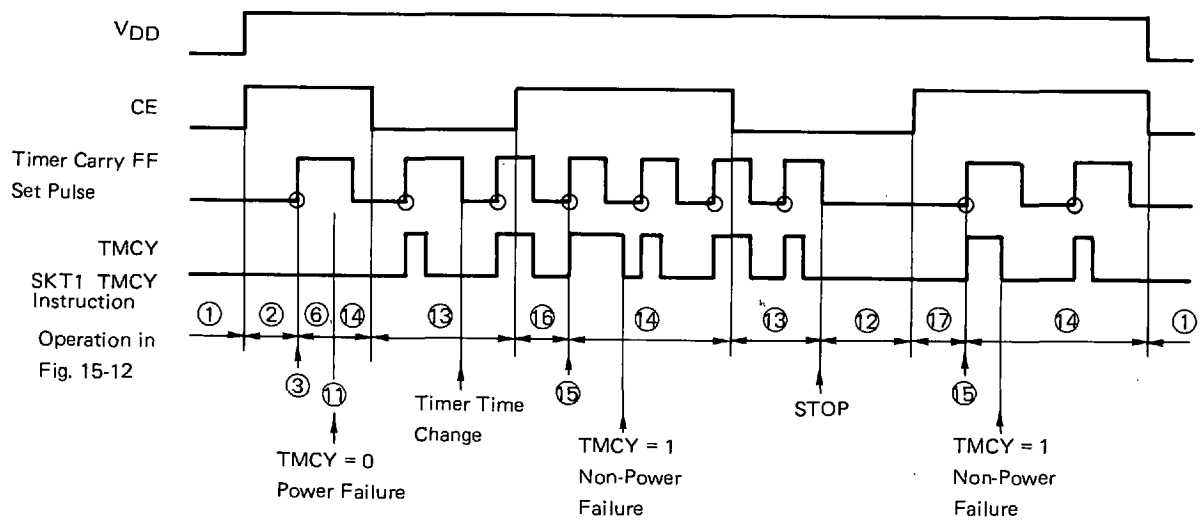 VDD
CE
Timer Carry FF
Set Pulse
TMCY
SKT1 TMCY
Instruction
Operation in
Fig. 15-12
① ② ⑥ ⑭ ⑬ ⑯ ⑭ ⑬ ⑫ ⑰ ⑭ ①
③ ⑪ ⑮ ⑮
Timer Time
Change
STOP
TMCY = 0
Power Failure
TMCY = 1
Non-Power
Failure
TMCY = 1
Non-Power
Failure